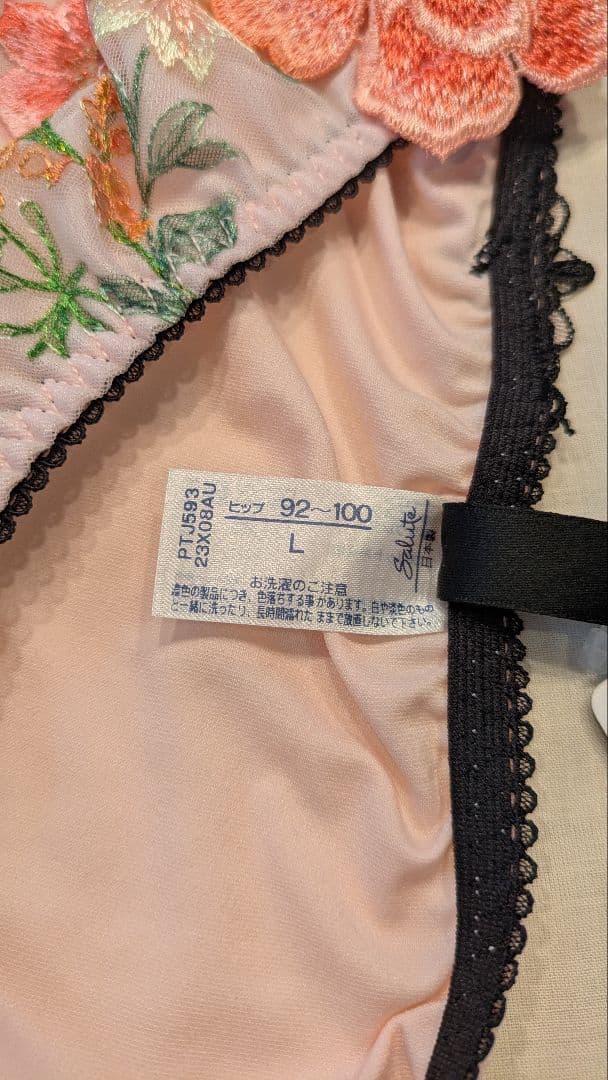 PTJ593
23X08AU
ヒップ 92～100
L
Salute
日本製
お洗濯のご注意
濃色の製品につき、色落ちする事があります。白や淡色のもの
と一緒に洗ったり、長時間濡れたままで放置しないで下さい。